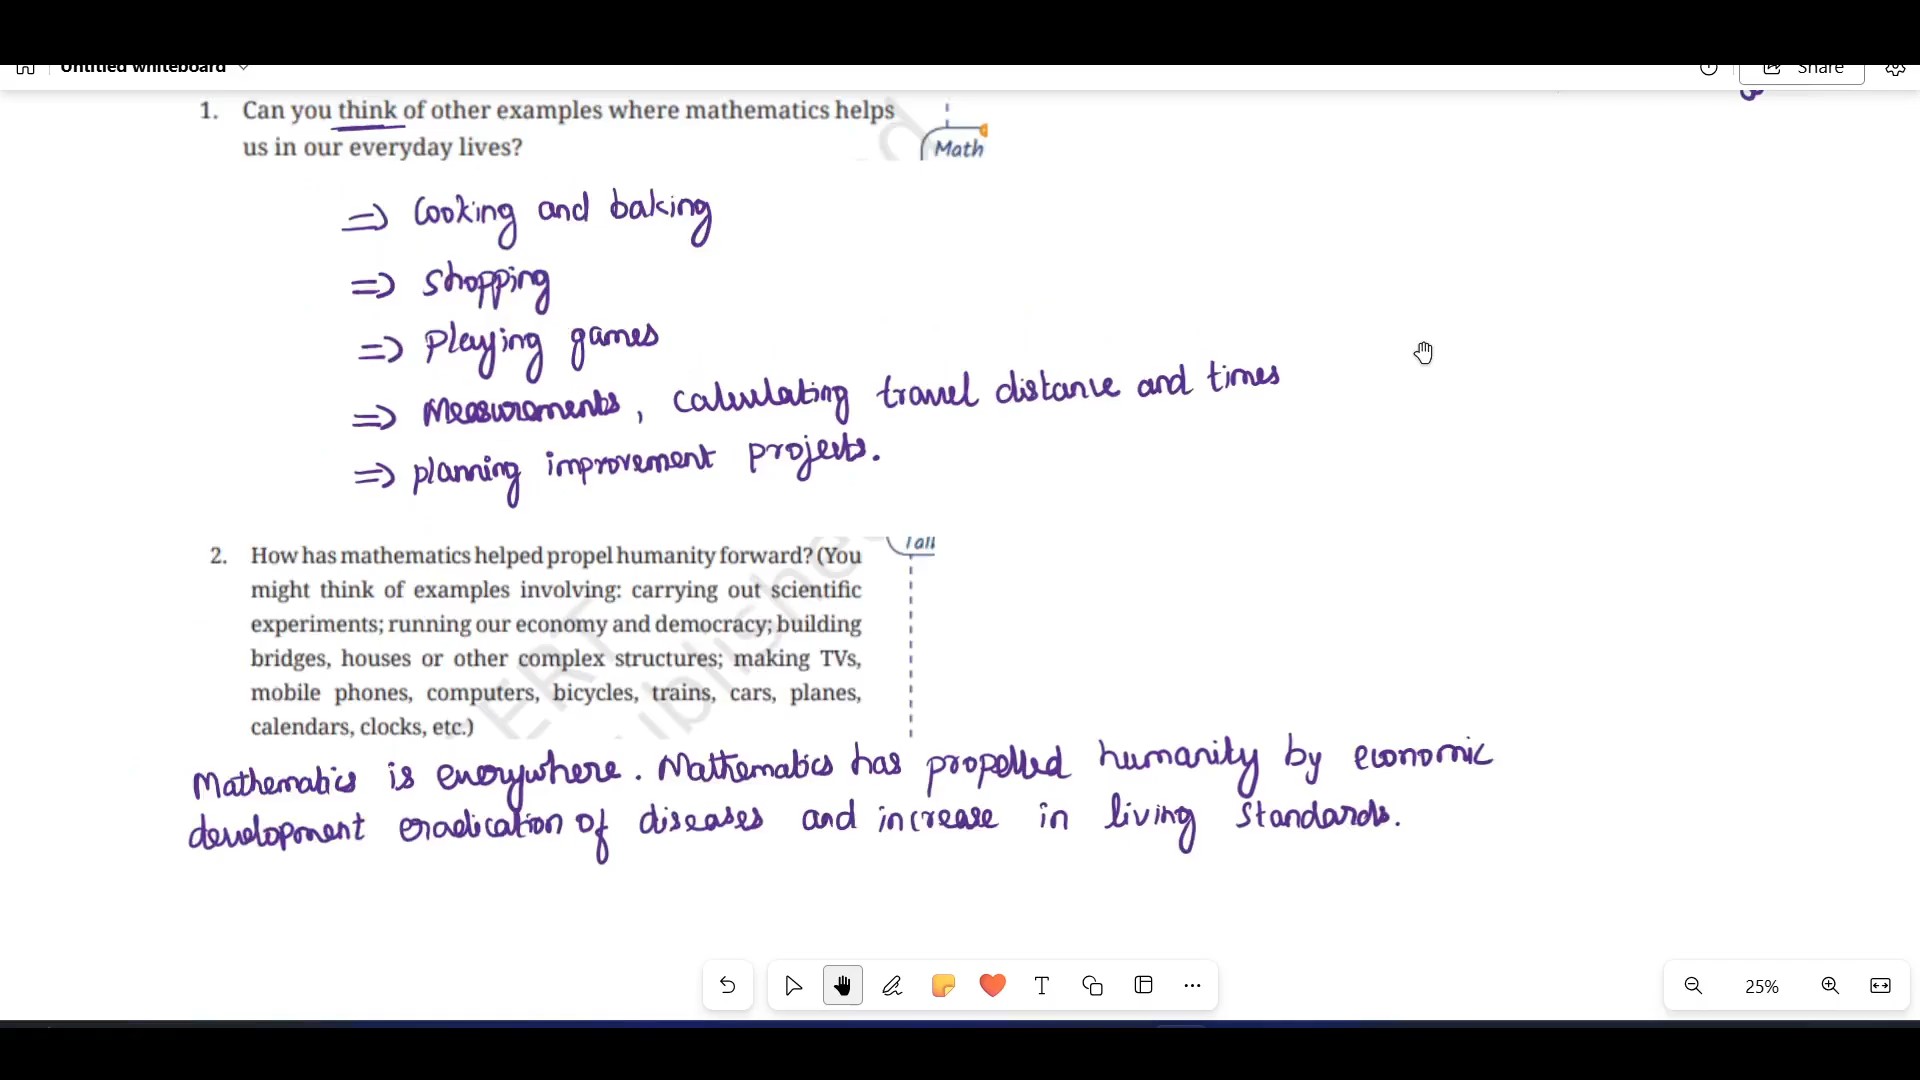 Untitled whiteboard
Share
1. Can you think of other examples where mathematics helps
us in our everyday lives?
Math
⇒ Cooking and baking
⇒ Shopping
⇒ Playing games
⇒ Measurements, calculating travel distance and times
⇒ planning improvement projects.
2. How has mathematics helped propel humanity forward? (You
might think of examples involving: carrying out scientific
experiments; running our economy and democracy; building
bridges, houses or other complex structures; making TVs,
mobile phones, computers, bicycles, trains, cars, planes,
calendars, clocks, etc.)
Mathematics is everywhere. Mathematics has propelled humanity by economic
development eradication of diseases and increase in living standards.
25%